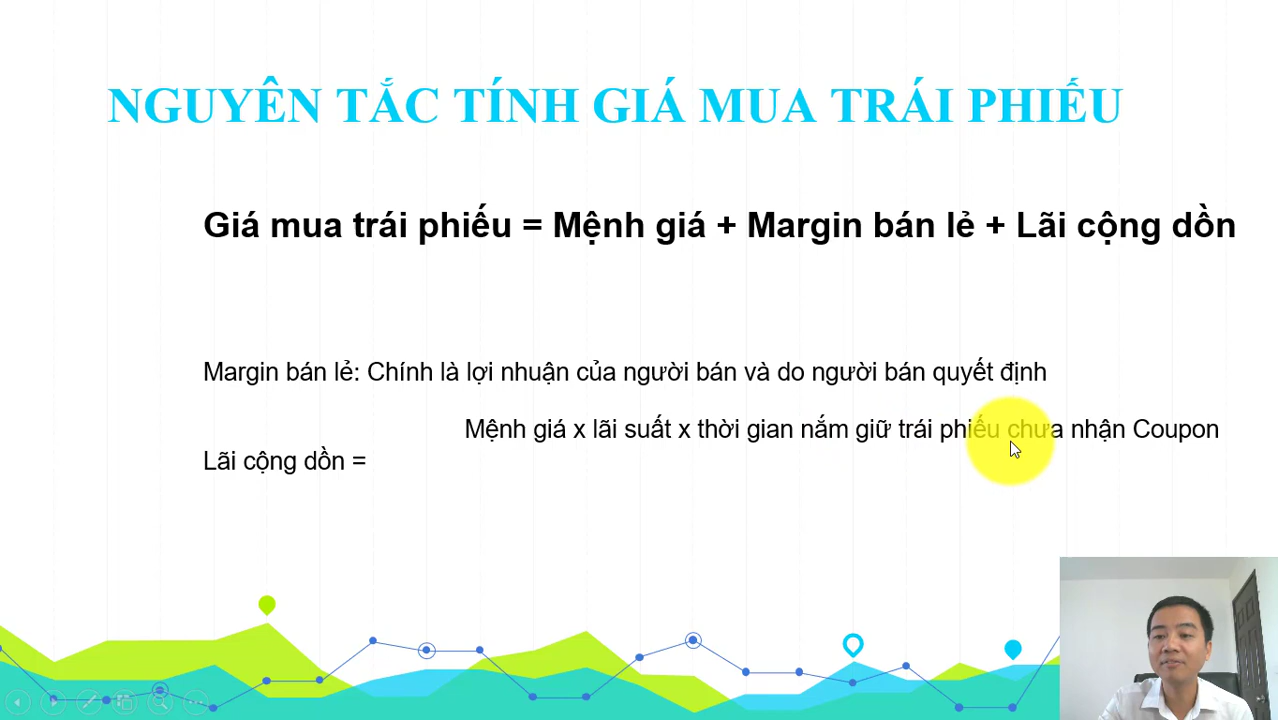 NGUYÊN TẮC TÍNH GIÁ MUA TRÁI PHIẾU
Giá mua trái phiếu = Mệnh giá + Margin bán lẻ + Lãi cộng dồn
Margin bán lẻ: Chính là lợi nhuận của người bán và do người bán quyết định
Mệnh giá x lãi suất x thời gian nắm giữ trái phiếu chưa nhận Coupon
Lãi cộng dồn =